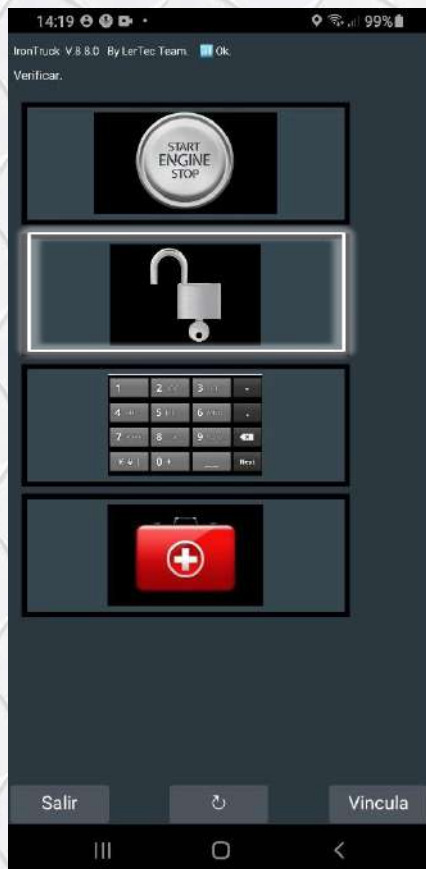 14:19 99%
IronTruck V.8.8.0 By LerTec Team. Ok.
Verificar.
START
ENGINE
STOP
1 2 3 -
4 5 6 .
7 8 9
0 + Next
Salir ↻ Vincula